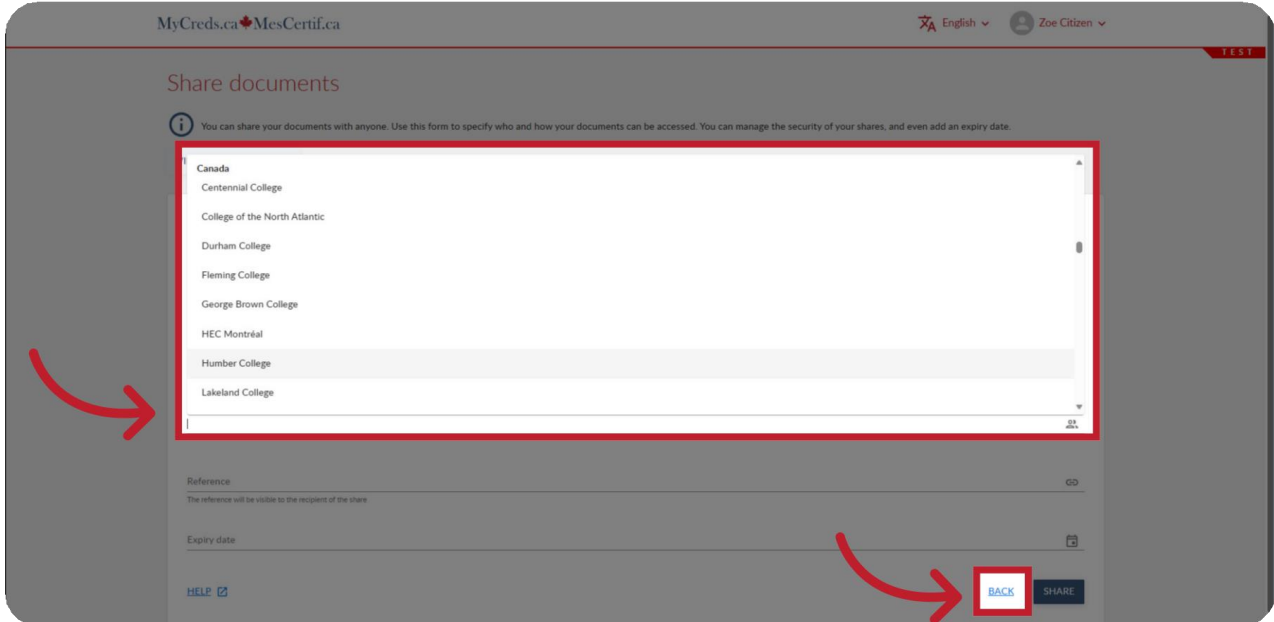 MyCreds.ca MesCertif.ca
English
Zoe Citizen
TEST
Share documents
You can share your documents with anyone. Use this form to specify who and how your documents can be accessed. You can manage the security of your shares, and even add an expiry date.
Canada
Centennial College
College of the North Atlantic
Durham College
Fleming College
George Brown College
HEC Montréal
Humber College
Lakeland College
Reference
The reference will be visible to the recipient of the share
Expiry date
HELP
BACK
SHARE